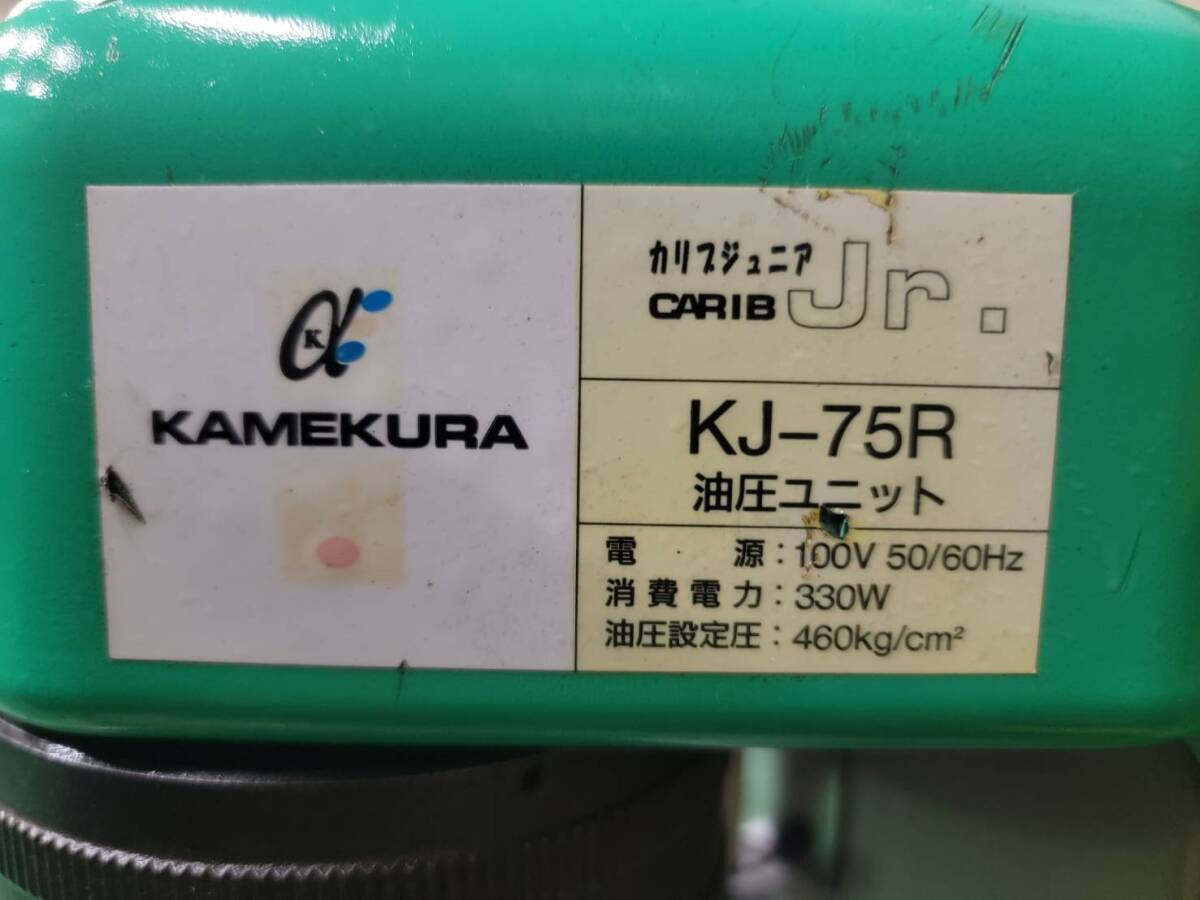 K
KAMEKURA
カリブジュニア
CARIB Jr.
KJ-75R
油圧ユニット
電源:100V 50/60Hz
消費電力:330W
油圧設定圧:460kg/cm²